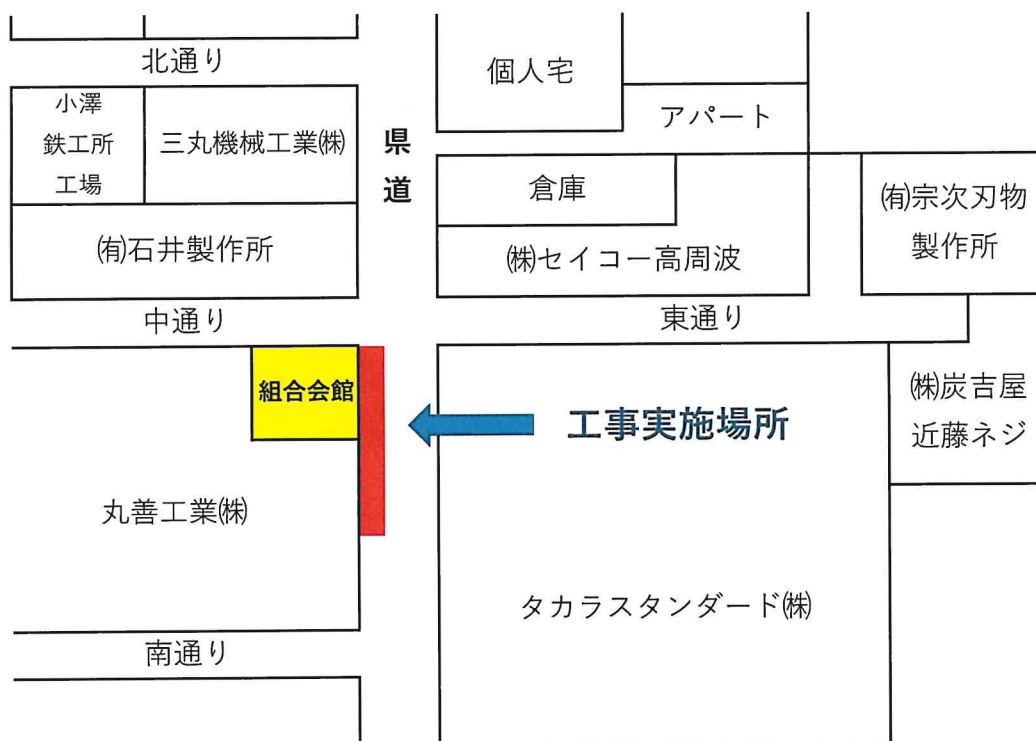 北通り
個人宅
小澤
鉄工所
工場
三丸機械工業㈱
県
道
アパート
倉庫
㈲宗次刃物
製作所
㈲石井製作所
㈱セイコー高周波
中通り
東通り
組合会館
工事実施場所
㈱炭吉屋
近藤ネジ
丸善工業㈱
タカラスタンダード㈱
南通り